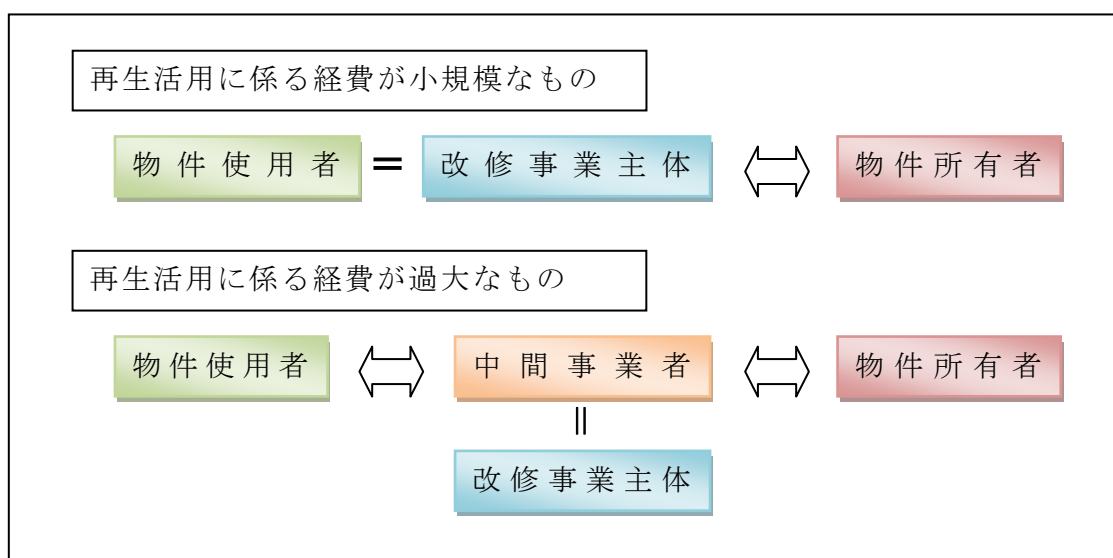 再生活用に係る経費が小規模なもの
物件使用者 = 改修事業主体 ⇔ 物件所有者
再生活用に係る経費が過大なもの
物件使用者 ⇔ 中間事業者 ⇔ 物件所有者
=
改修事業主体